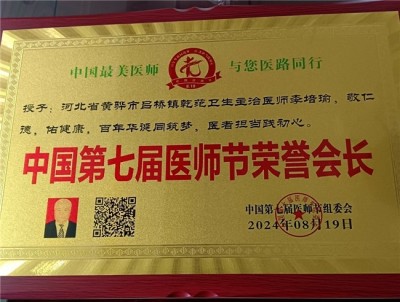 中国最美医师 与您医路同行
授予：河北省黄骅市吕桥镇乾苑卫生室主治医师季培瑜，敬仁
德，佑健康，百年华诞同筑梦，医者担当践初心。
中国第七届医师节荣誉会长
中国第七届医师节组委会
2024年08月19日